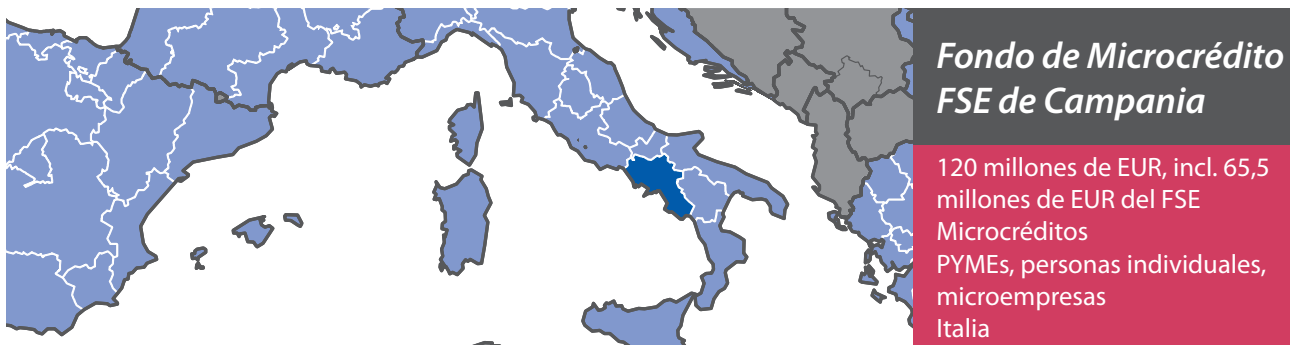 Fondo de Microcrédito
FSE de Campania
120 millones de EUR, incl. 65,5
millones de EUR del FSE
Microcréditos
PYMEs, personas individuales,
microempresas
Italia